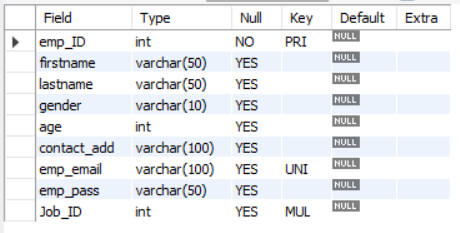 Field Type Null Key Default Extra
emp_ID int NO PRI NULL
firstname varchar(50) YES NULL
lastname varchar(50) YES NULL
gender varchar(10) YES NULL
age int YES NULL
contact_add varchar(100) YES NULL
emp_email varchar(100) YES UNI NULL
emp_pass varchar(50) YES NULL
Job_ID int YES MUL NULL